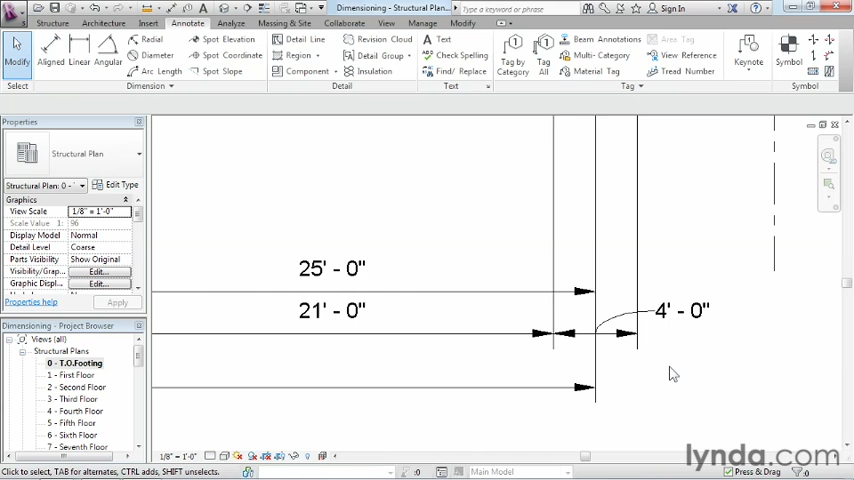 Dimensioning - Structural Plan...
Sign In
Structure Architecture Insert Annotate Analyze Massing & Site Collaborate View Manage Modify
Modify
Aligned Linear Angular
Radial
Diameter
Arc Length
Spot Elevation
Spot Coordinate
Spot Slope
Detail Line
Region
Component
Revision Cloud
Detail Group
Insulation
Text
Check Spelling
Find/ Replace
Tag by
Category
Tag
All
Beam Annotations
Multi- Category
Material Tag
Area Tag
View Reference
Tread Number
Keynote
Symbol
Select Dimension Detail Text Tag Symbol
Properties
Structural Plan
Structural Plan: 0 - '
Edit Type
Graphics
View Scale 1/8" = 1'-0"
Scale Value 1: 96
Display Model Normal
Detail Level Coarse
Parts Visibility Show Original
Visibility/Grap... Edit...
Graphic Displ... Edit...
Properties help Apply
Dimensioning - Project Browser
Views (all)
Structural Plans
0 - T.O.Footing
1 - First Floor
2 - Second Floor
3 - Third Floor
4 - Fourth Floor
5 - Fifth Floor
6 - Sixth Floor
7 - Seventh Floor
25' - 0"
21' - 0"
4' - 0"
1/8" = 1'-0"
lynda.com
Click to select, TAB for alternates, CTRL adds, SHIFT unselects.
:0
Main Model
Press & Drag
:0